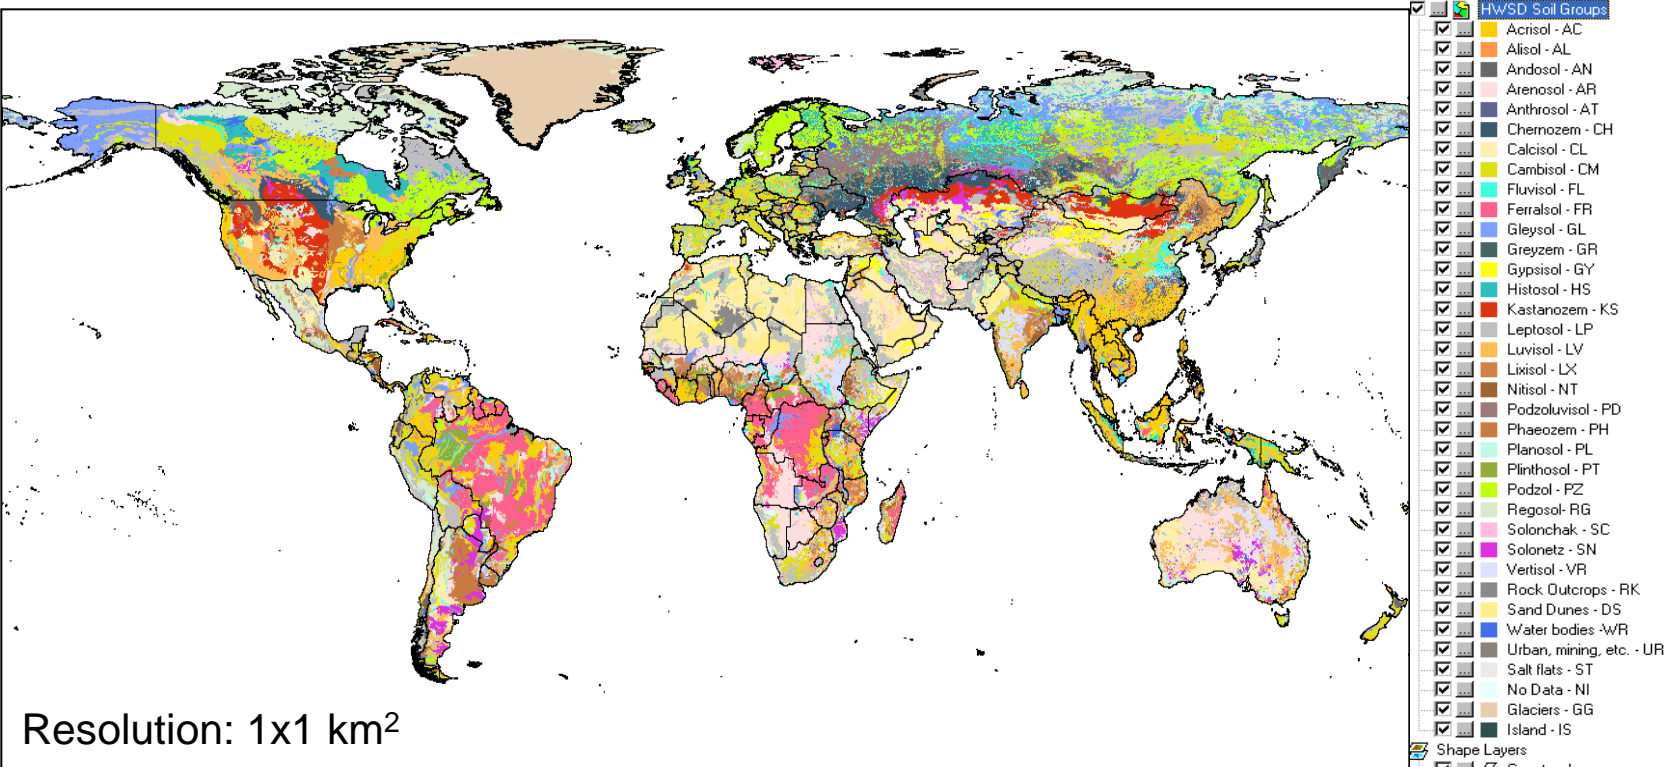 HWSD Soil Groups
Acrisol - AC
Alisol - AL
Andosol - AN
Arenosol - AR
Anthrosol - AT
Chernozem - CH
Calcisol - CL
Cambisol - CM
Fluvisol - FL
Ferralsol - FR
Gleysol - GL
Greyzem - GR
Gypsisol - GY
Histosol - HS
Kastanozem - KS
Leptosol - LP
Luvisol - LV
Lixisol - LX
Nitisol - NT
Podzoluvisol - PD
Phaeozem - PH
Planosol - PL
Plinthosol - PT
Podzol - PZ
Regosol- RG
Solonchak - SC
Solonetz - SN
Vertisol - VR
Rock Outcrops - RK
Sand Dunes - DS
Water bodies -WR
Urban, mining, etc. - UR
Salt flats - ST
No Data - NI
Glaciers - GG
Island - IS
Shape Layers
Resolution: 1x1 km²